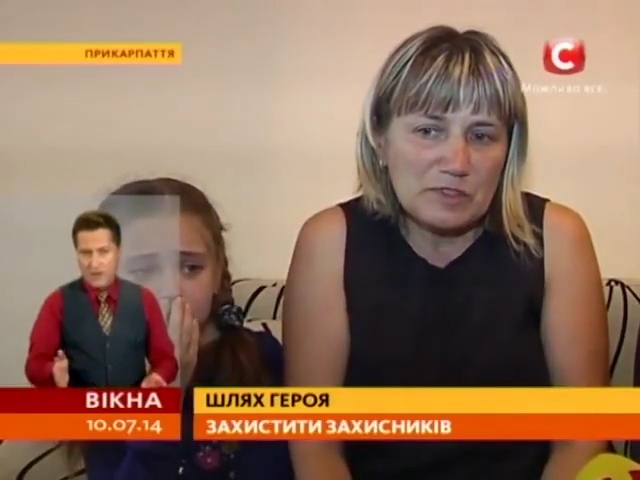 ПРИКАРПАТТЯ
С
Можливо все!
ВІКНА
10.07.14
ШЛЯХ ГЕРОЯ
ЗАХИСТИТИ ЗАХИСНИКІВ